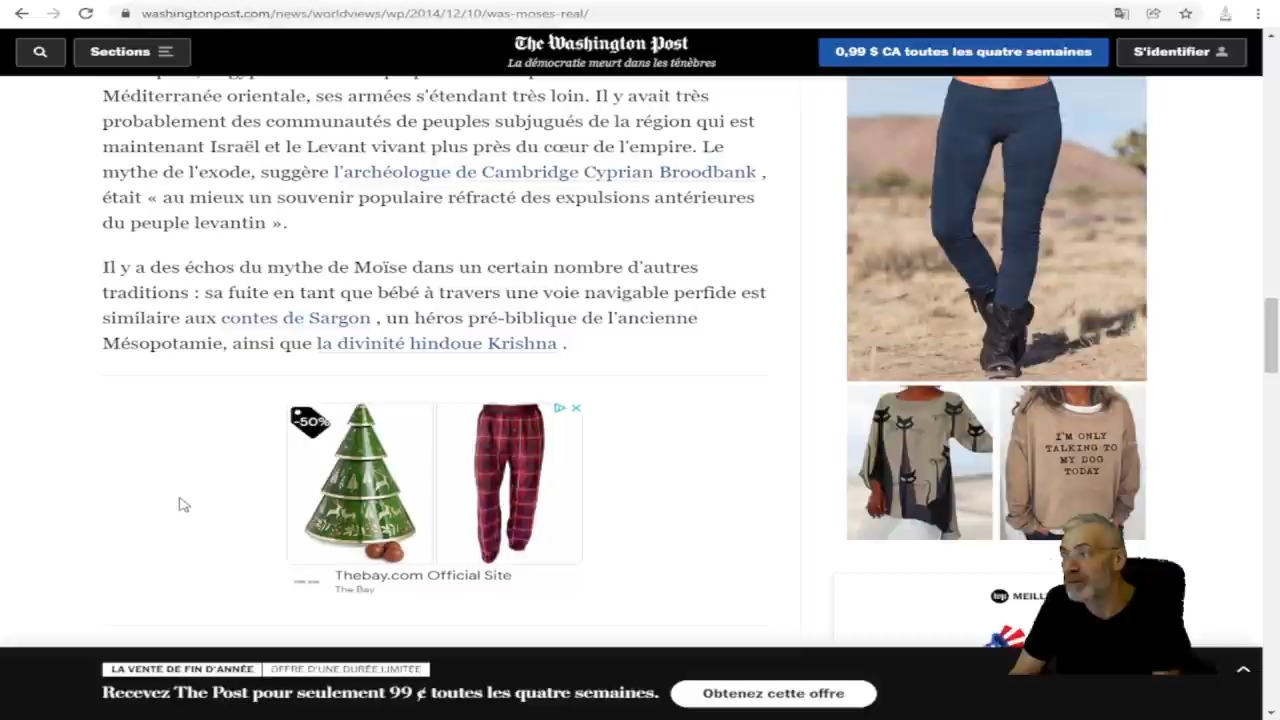 washingtonpost.com/news/worldviews/wp/2014/12/10/was-moses-real/
Sections
The Washington Post
La démocratie meurt dans les ténèbres
0,99 $ CA toutes les quatre semaines
S'identifier
Méditerranée orientale, ses armées s'étendant très loin. Il y avait très
probablement des communautés de peuples subjugués de la région qui est
maintenant Israël et le Levant vivant plus près du cœur de l'empire. Le
mythe de l'exode, suggère l'archéologue de Cambridge Cyprian Broodbank ,
était « au mieux un souvenir populaire réfracté des expulsions antérieures
du peuple levantin ».
Il y a des échos du mythe de Moïse dans un certain nombre d'autres
traditions : sa fuite en tant que bébé à travers une voie navigable perfide est
similaire aux contes de Sargon , un héros pré-biblique de l'ancienne
Mésopotamie, ainsi que la divinité hindoue Krishna .
-50%
Thebay.com Official Site
The Bay
I'M ONLY
TALKING TO
MY DOG
TODAY
LA VENTE DE FIN D'ANNÉE
OFFRE D'UNE DURÉE LIMITÉE
Recevez The Post pour seulement 99 ¢ toutes les quatre semaines.
Obtenez cette offre